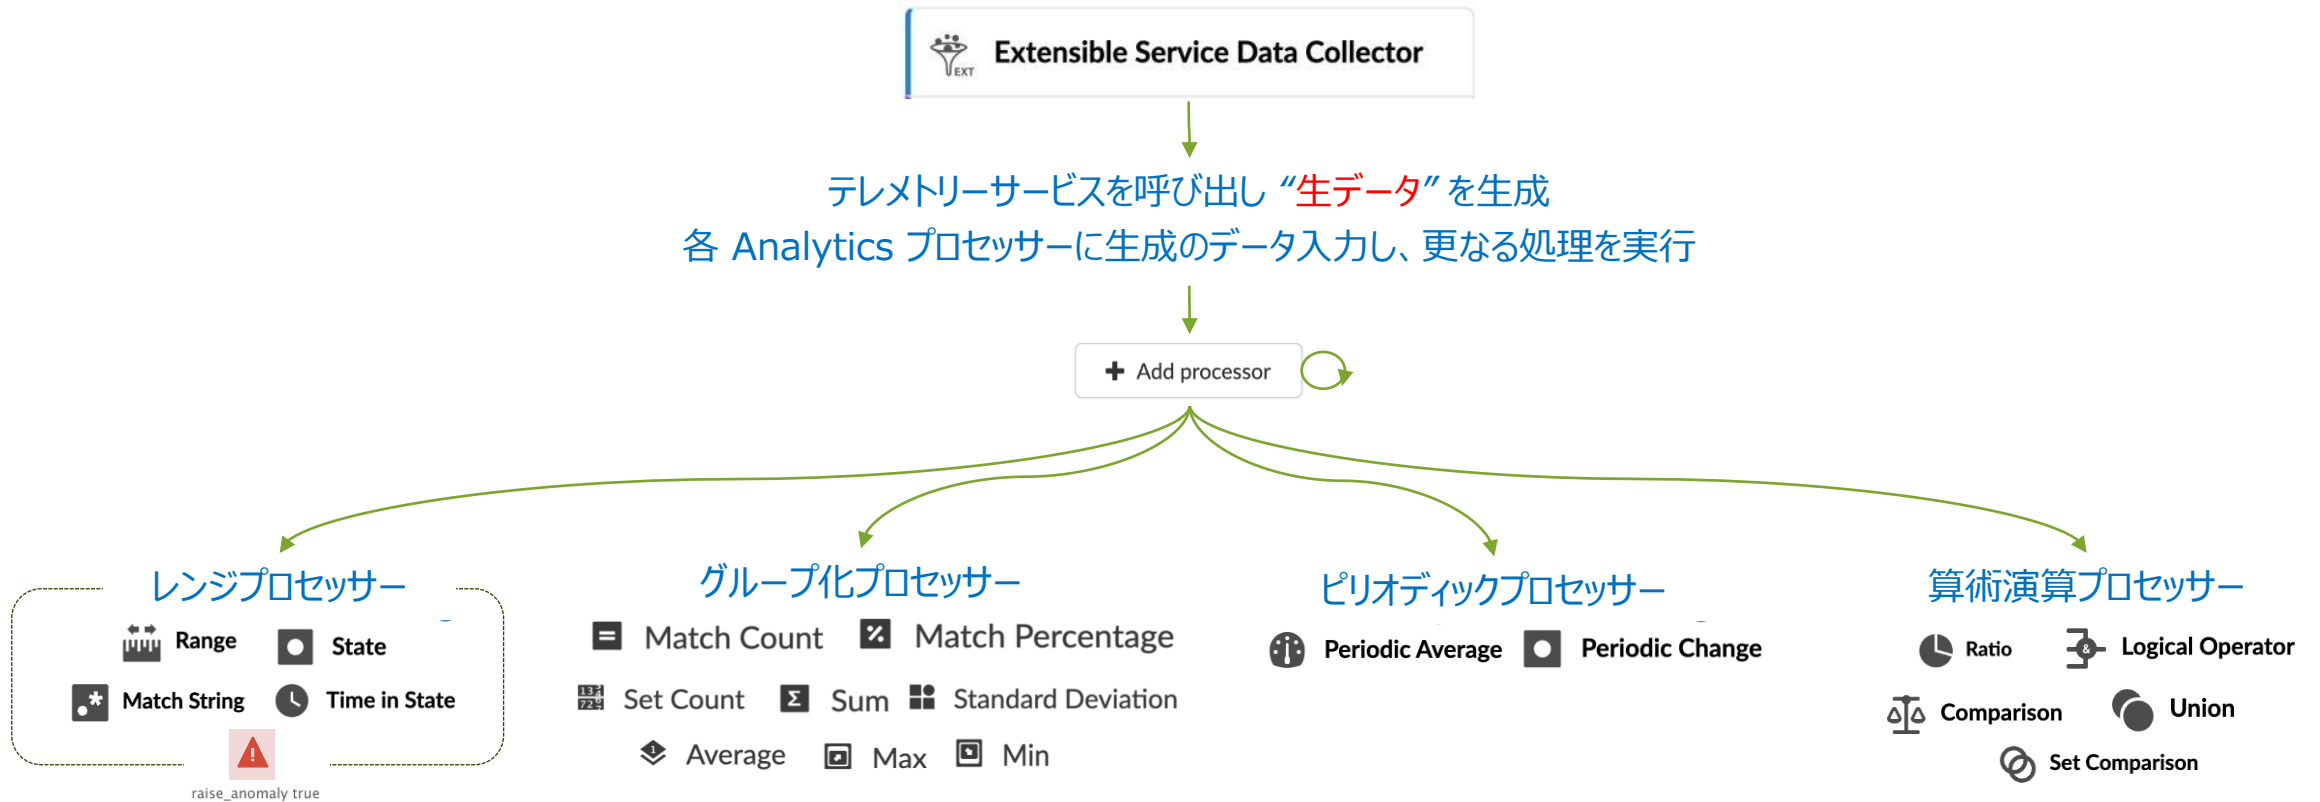 EXT
Extensible Service Data Collector
テレメトリーサービスを呼び出し “生データ” を生成
各 Analytics プロセッサーに生成のデータ入力し、更なる処理を実行
Add processor
レンジプロセッサー
Range
State
Match String
Time in State
raise_anomaly true
グループ化プロセッサー
Match Count
Match Percentage
Set Count
Sum
Standard Deviation
Average
Max
Min
ピリオディックプロセッサー
Periodic Average
Periodic Change
算術演算プロセッサー
Ratio
& Logical Operator
Comparison
Union
Set Comparison